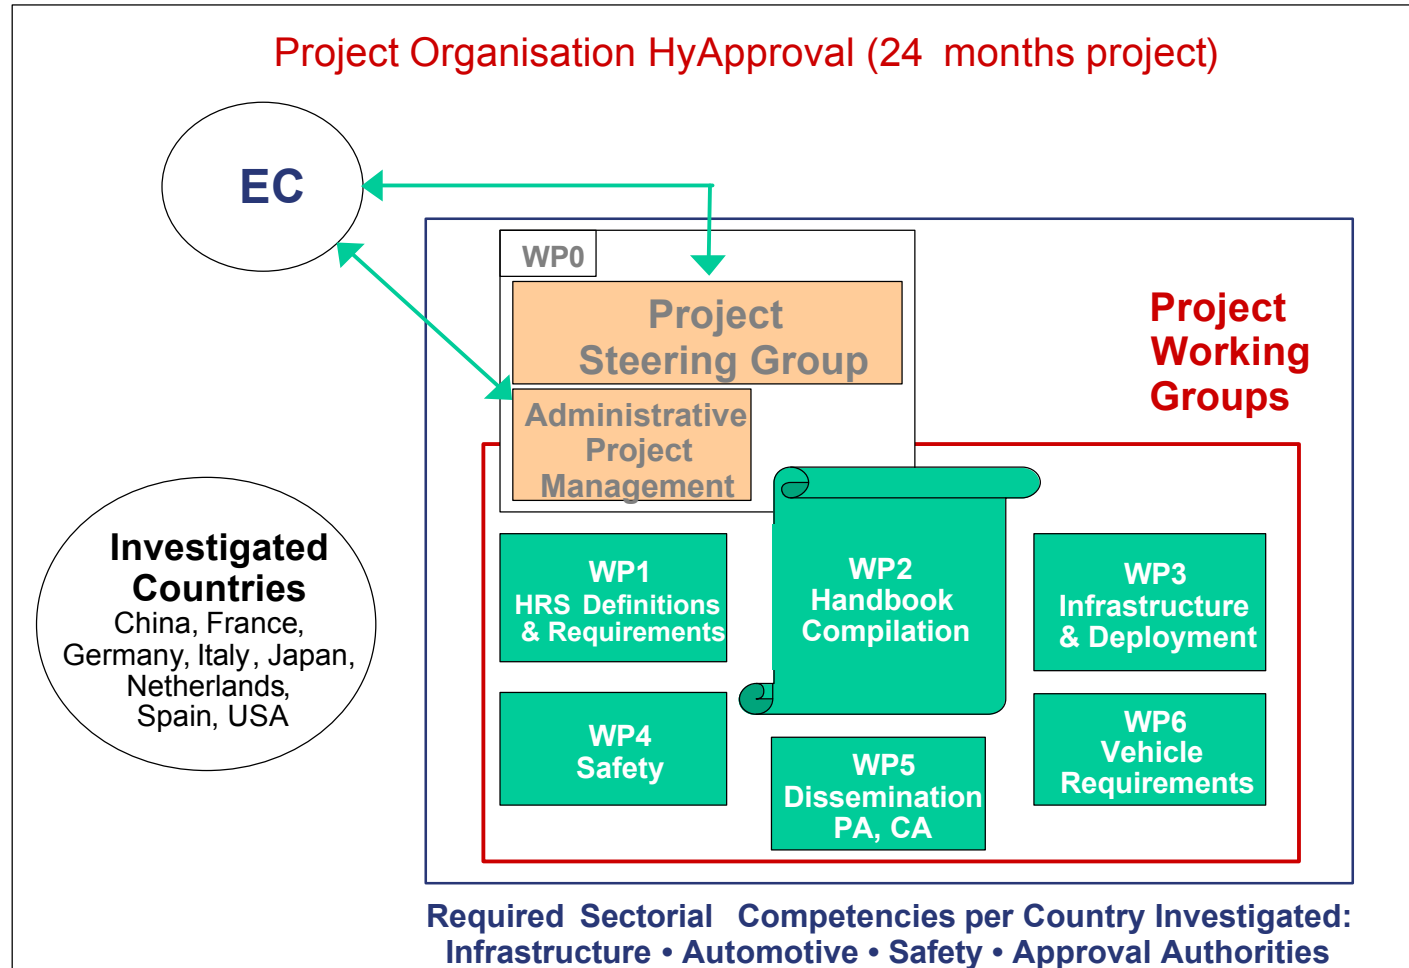 Project Organisation HyApproval (24 months project)
EC
WP0
Project
Steering Group
Administrative
Project
Management
Project
Working
Groups
Investigated
Countries
China, France,
Germany, Italy, Japan,
Netherlands,
Spain, USA
WP1
HRS Definitions
& Requirements
WP2
Handbook
Compilation
WP3
Infrastructure
& Deployment
WP4
Safety
WP5
Dissemination
PA, CA
WP6
Vehicle
Requirements
Required Sectorial Competencies per Country Investigated:
Infrastructure • Automotive • Safety • Approval Authorities